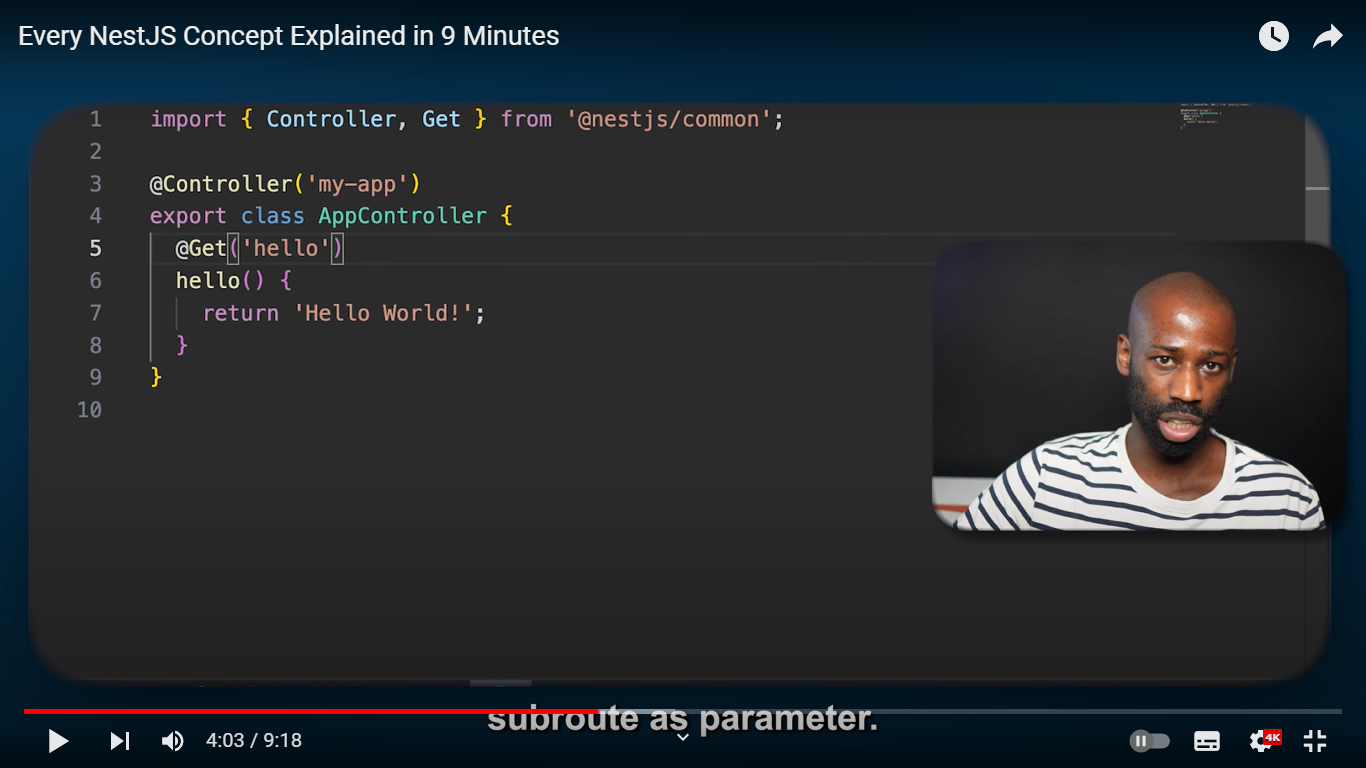 Every NestJS Concept Explained in 9 Minutes
1 import { Controller, Get } from '@nestjs/common';
2
3 @Controller('my-app')
4 export class AppController {
5 @Get('hello')
6 hello() {
7 return 'Hello World!';
8 }
9 }
10
subroute as parameter.
4:03 / 9:18
4K